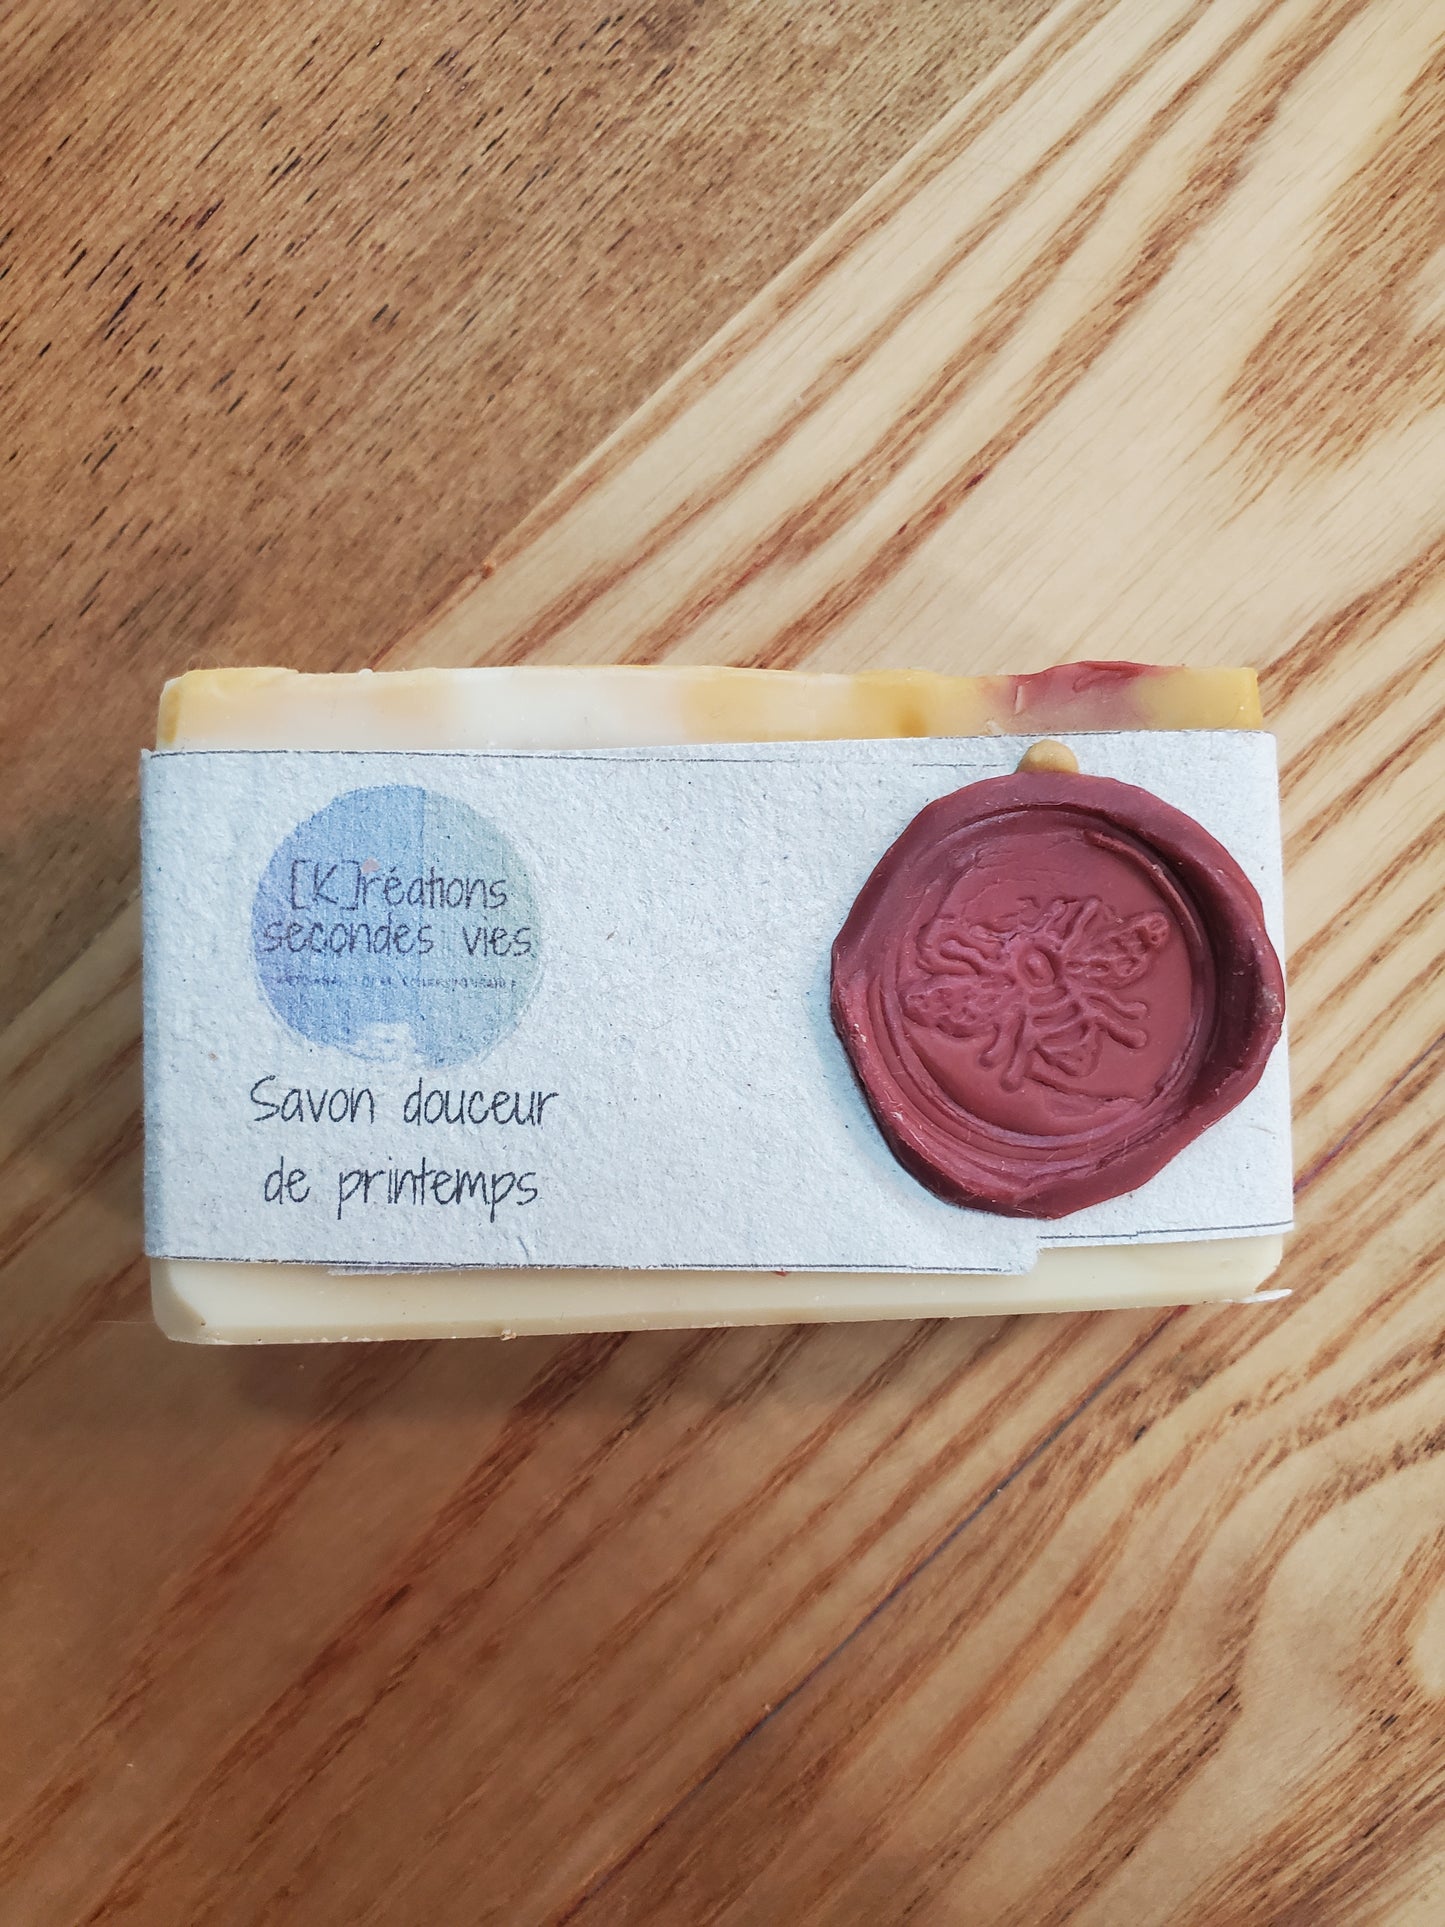 [K]réations
secondes vies
Savon douceur
de printemps